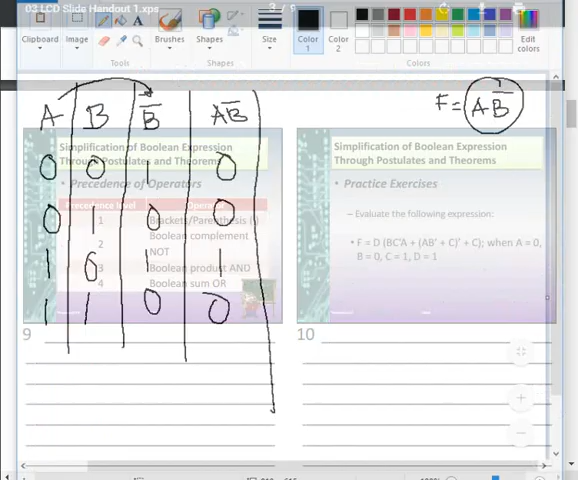 03 LCD Slide Handout 1.xps
3 / 9
Clipboard
Image
Tools
Brushes
Shapes
Shapes
Size
Color
1
Color
2
Colors
Edit
colors
F = AB̅
A B B̅ AB̅
0 0 1 0
0 1 0 0
1 0 1 1
1 1 0 0
Simplification of Boolean Expression
Through Postulates and Theorems
• Precedence of Operators
Precedence level
1 Brackets/Parenthesis ()
2 Boolean complement
NOT
3 Boolean product AND
4 Boolean sum OR
9
Simplification of Boolean Expression
Through Postulates and Theorems
• Practice Exercises
– Evaluate the following expression:
• F = D (BC'A + (AB' + C)' + C); when A = 0,
B = 0, C = 1, D = 1
10